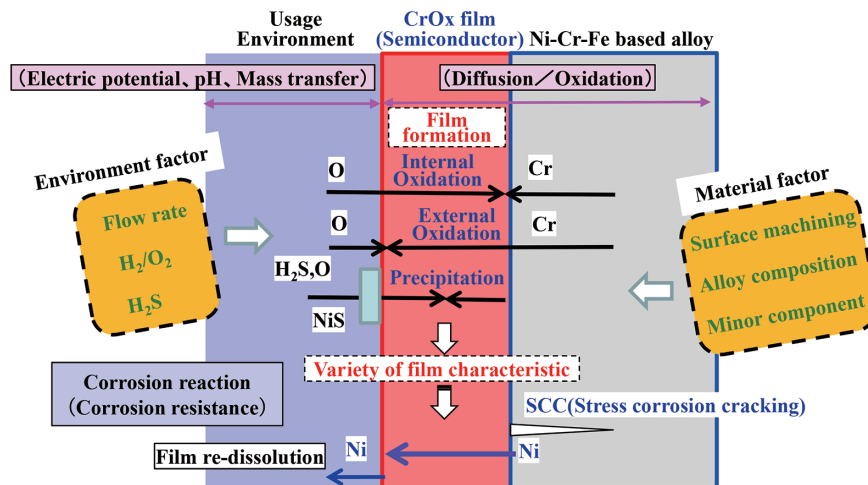 Usage
Environment
CrOx film
(Semiconductor)
Ni-Cr-Fe based alloy
（Electric potential、pH、Mass transfer）
（Diffusion／Oxidation）
Film
formation
Environment factor
Flow rate
H₂/O₂
H₂S
O
Internal
Oxidation
Cr
O
External
Oxidation
Cr
H₂S,O
Precipitation
NiS
Material factor
Surface machining
Alloy composition
Minor component
Variety of film characteristic
Corrosion reaction
（Corrosion resistance）
SCC(Stress corrosion cracking)
Film re-dissolution
Ni
Ni